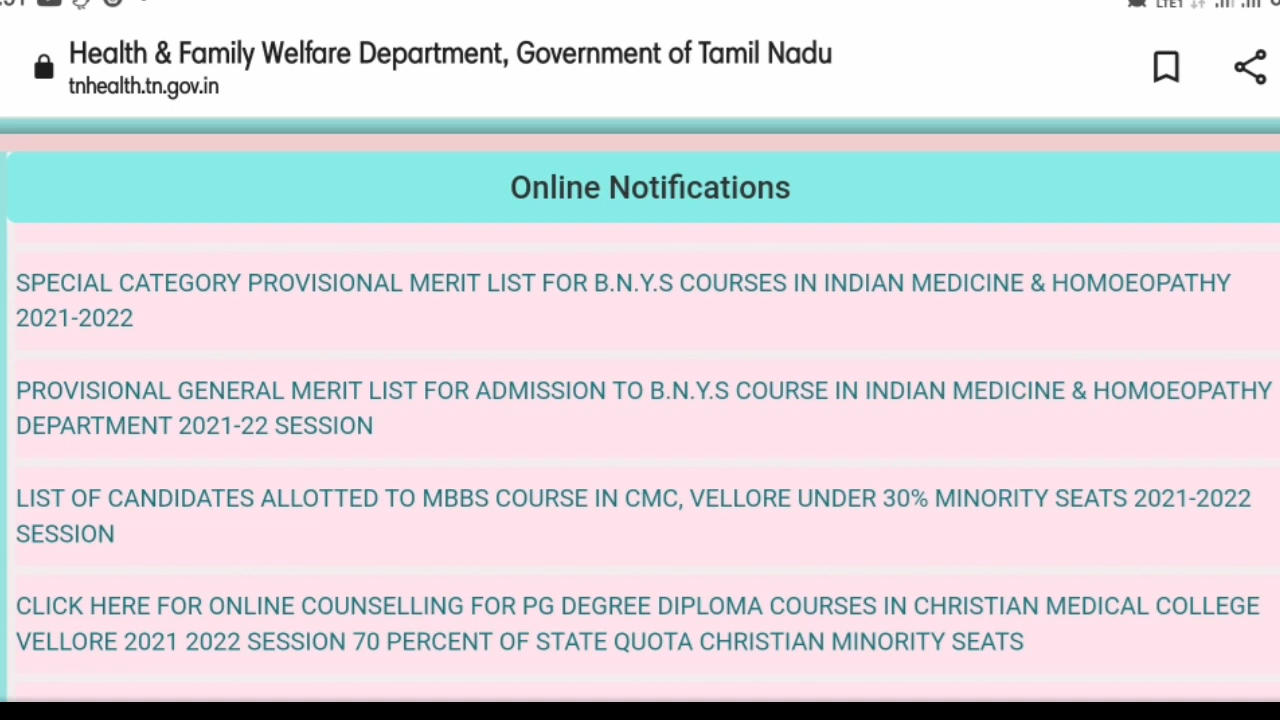 Health & Family Welfare Department, Government of Tamil Nadu
tnhealth.tn.gov.in
Online Notifications
SPECIAL CATEGORY PROVISIONAL MERIT LIST FOR B.N.Y.S COURSES IN INDIAN MEDICINE & HOMOEOPATHY
2021-2022
PROVISIONAL GENERAL MERIT LIST FOR ADMISSION TO B.N.Y.S COURSE IN INDIAN MEDICINE & HOMOEOPATHY
DEPARTMENT 2021-22 SESSION
LIST OF CANDIDATES ALLOTTED TO MBBS COURSE IN CMC, VELLORE UNDER 30% MINORITY SEATS 2021-2022
SESSION
CLICK HERE FOR ONLINE COUNSELLING FOR PG DEGREE DIPLOMA COURSES IN CHRISTIAN MEDICAL COLLEGE
VELLORE 2021 2022 SESSION 70 PERCENT OF STATE QUOTA CHRISTIAN MINORITY SEATS